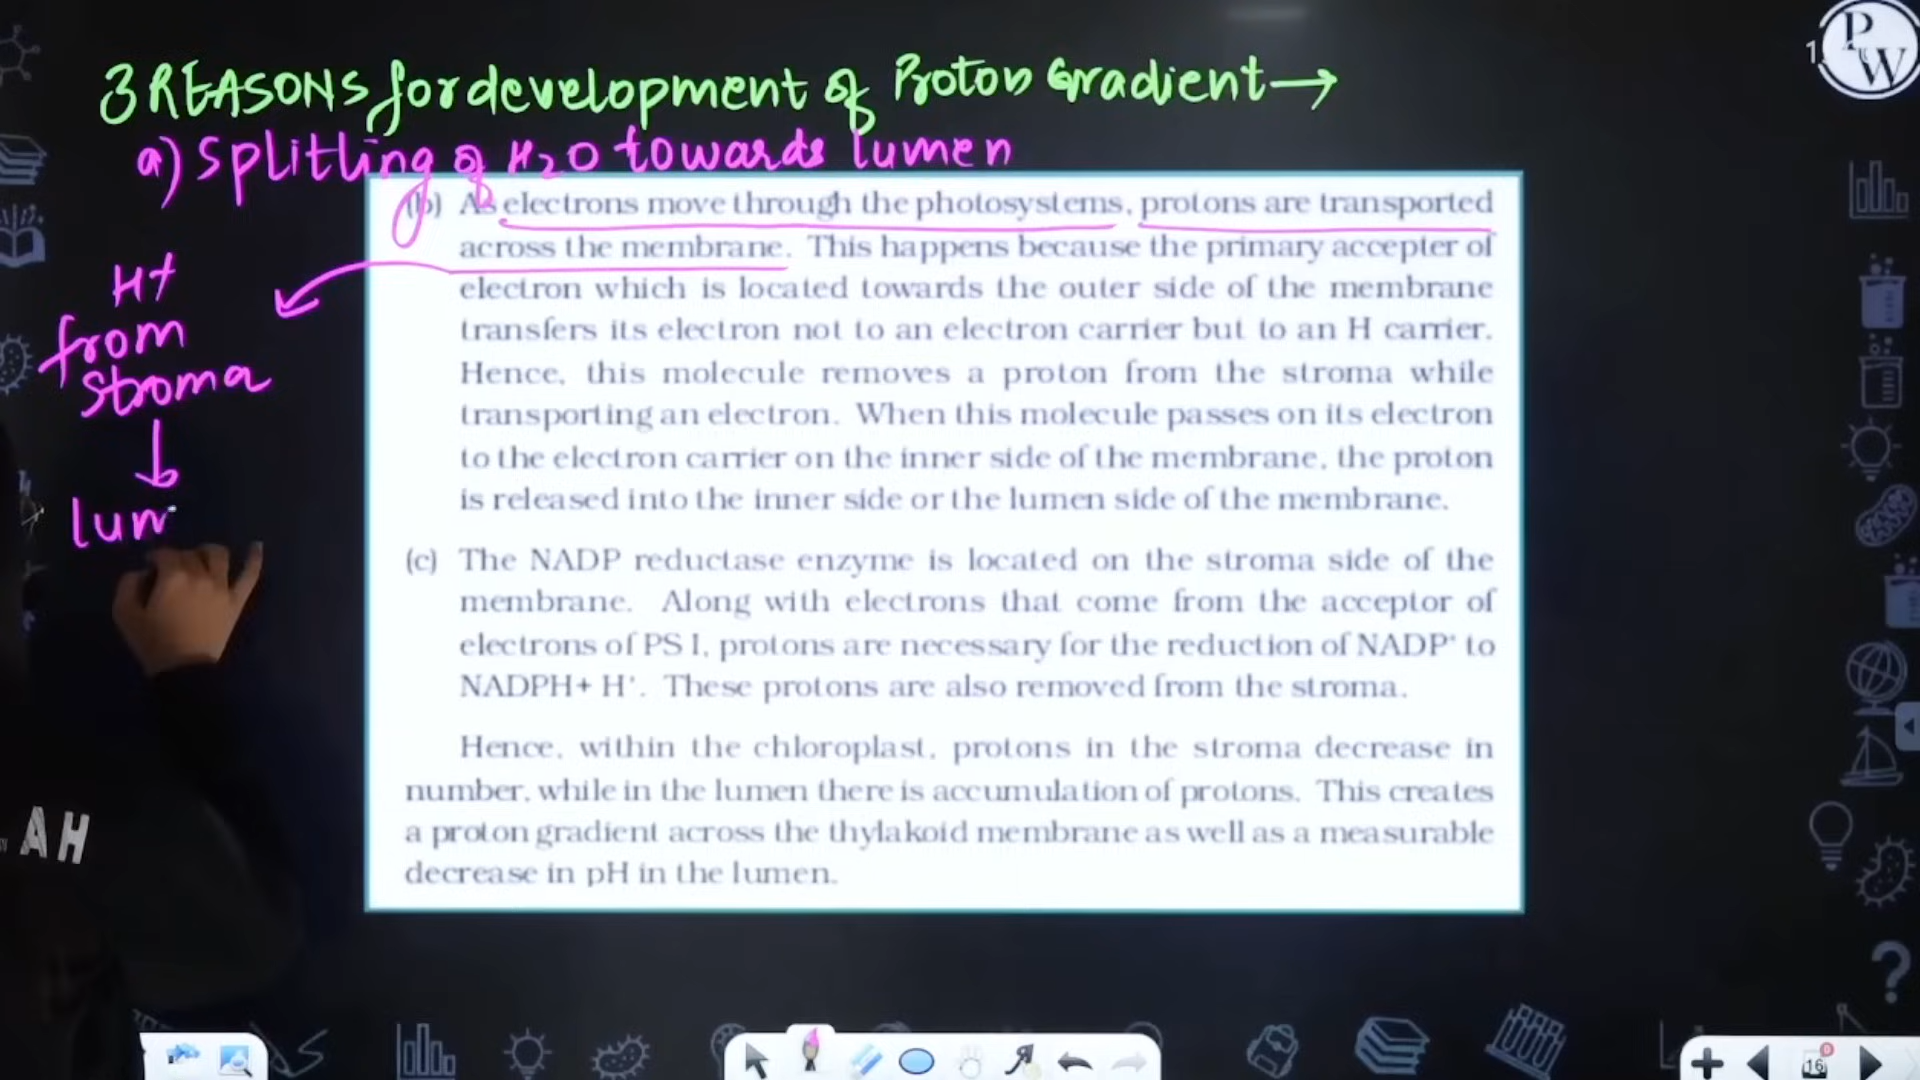 3 REASONS for development of Proton Gradient →
a) Splitling of H2O towards lumen
(b) As electrons move through the photosystems, protons are transported
across the membrane. This happens because the primary accepter of
electron which is located towards the outer side of the membrane
transfers its electron not to an electron carrier but to an H carrier.
Hence, this molecule removes a proton from the stroma while
transporting an electron. When this molecule passes on its electron
to the electron carrier on the inner side of the membrane, the proton
is released into the inner side or the lumen side of the membrane.
H+
from
stroma
↓
lum
(c) The NADP reductase enzyme is located on the stroma side of the
membrane. Along with electrons that come from the acceptor of
electrons of PS I, protons are necessary for the reduction of NADP⁺ to
NADPH+ H⁺. These protons are also removed from the stroma.
Hence, within the chloroplast, protons in the stroma decrease in
number, while in the lumen there is accumulation of protons. This creates
a proton gradient across the thylakoid membrane as well as a measurable
decrease in pH in the lumen.
PW
AH
16